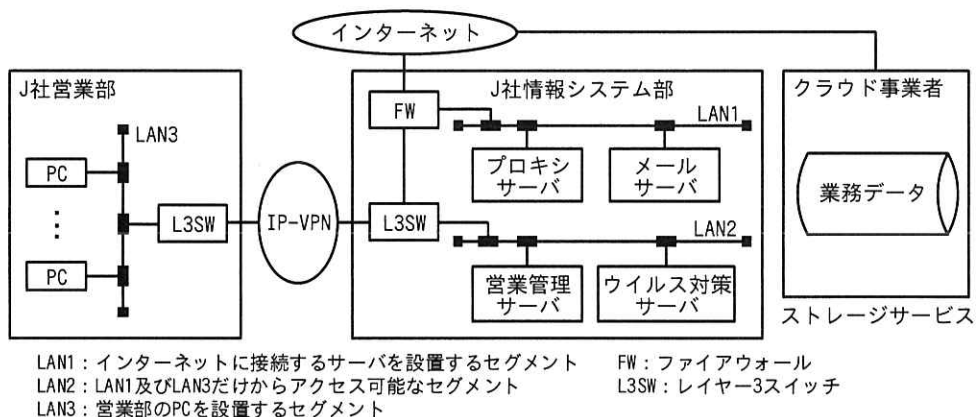 インターネット
J社営業部
LAN3
PC
PC
L3SW
IP-VPN
J社情報システム部
FW
LAN1
プロキシ
サーバ
メール
サーバ
L3SW
LAN2
営業管理
サーバ
ウイルス対策
サーバ
クラウド事業者
業務データ
ストレージサービス
LAN1：インターネットに接続するサーバを設置するセグメント
LAN2：LAN1及びLAN3だけからアクセス可能なセグメント
LAN3：営業部のPCを設置するセグメント
FW：ファイアウォール
L3SW：レイヤー3スイッチ